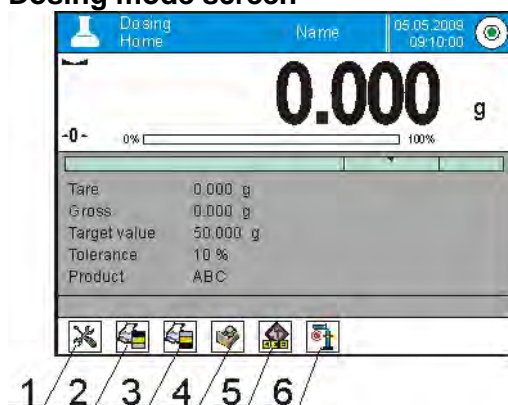 Dosing mode screen
Dosing Name 05.05.2009
Home 09:10:00
0.000 g
-0- 0% 100%
Tare 0.000 g
Gross 0.000 g
Target value 50.000 g
Tolerance 10 %
Product ABC
1 2 3 4 5 6